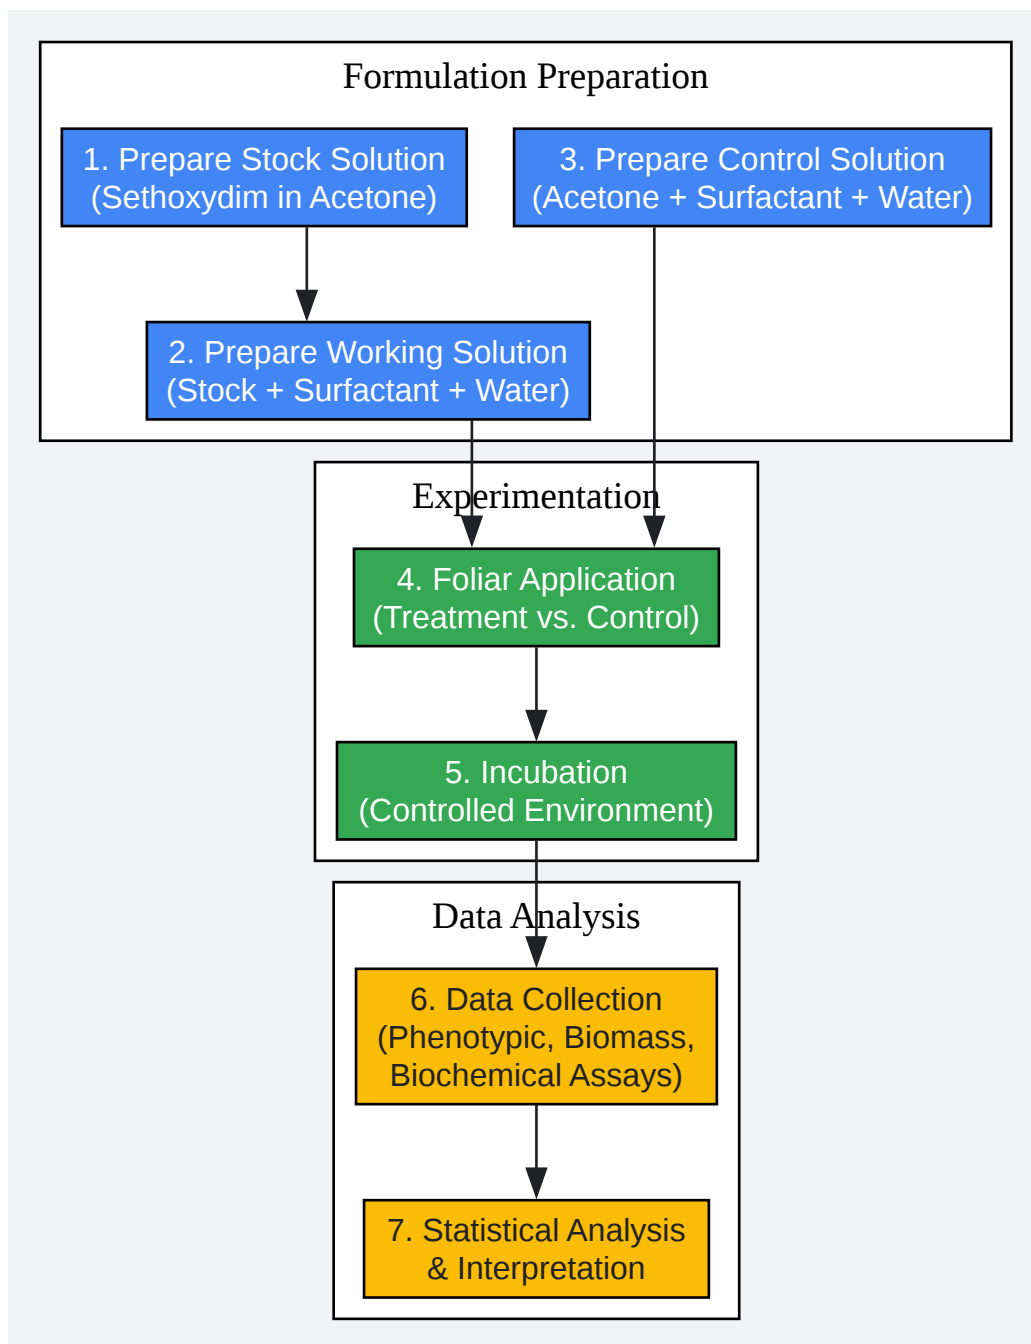 Formulation Preparation
1. Prepare Stock Solution
(Sethoxydim in Acetone)
3. Prepare Control Solution
(Acetone + Surfactant + Water)
2. Prepare Working Solution
(Stock + Surfactant + Water)
Experimentation
4. Foliar Application
(Treatment vs. Control)
5. Incubation
(Controlled Environment)
Data Analysis
6. Data Collection
(Phenotypic, Biomass,
Biochemical Assays)
7. Statistical Analysis
& Interpretation